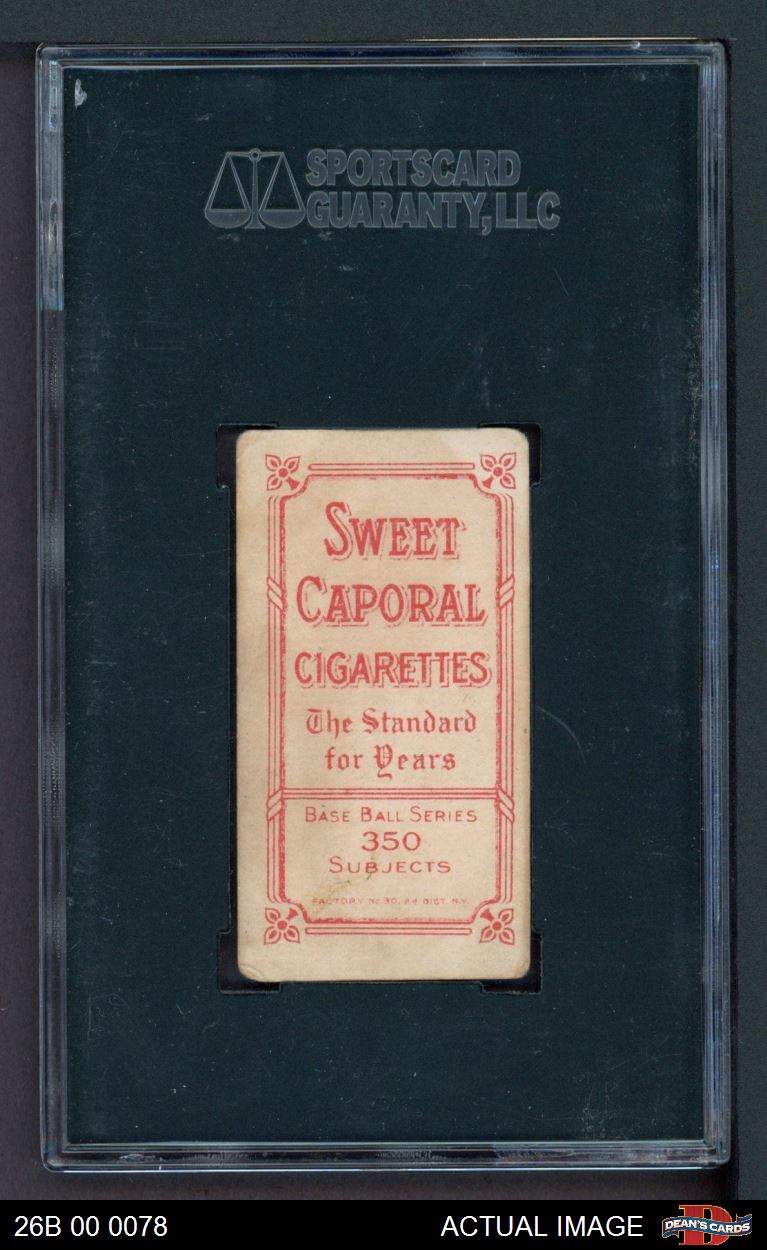 SPORTSCARD
GUARANTY, LLC
SWEET
CAPORAL
CIGARETTES
The Standard
for Years
BASE BALL SERIES
350
SUBJECTS
FACTORY No 30, 2d DIST. N.Y.
26B 00 0078 ACTUAL IMAGE DEAN'S CARDS